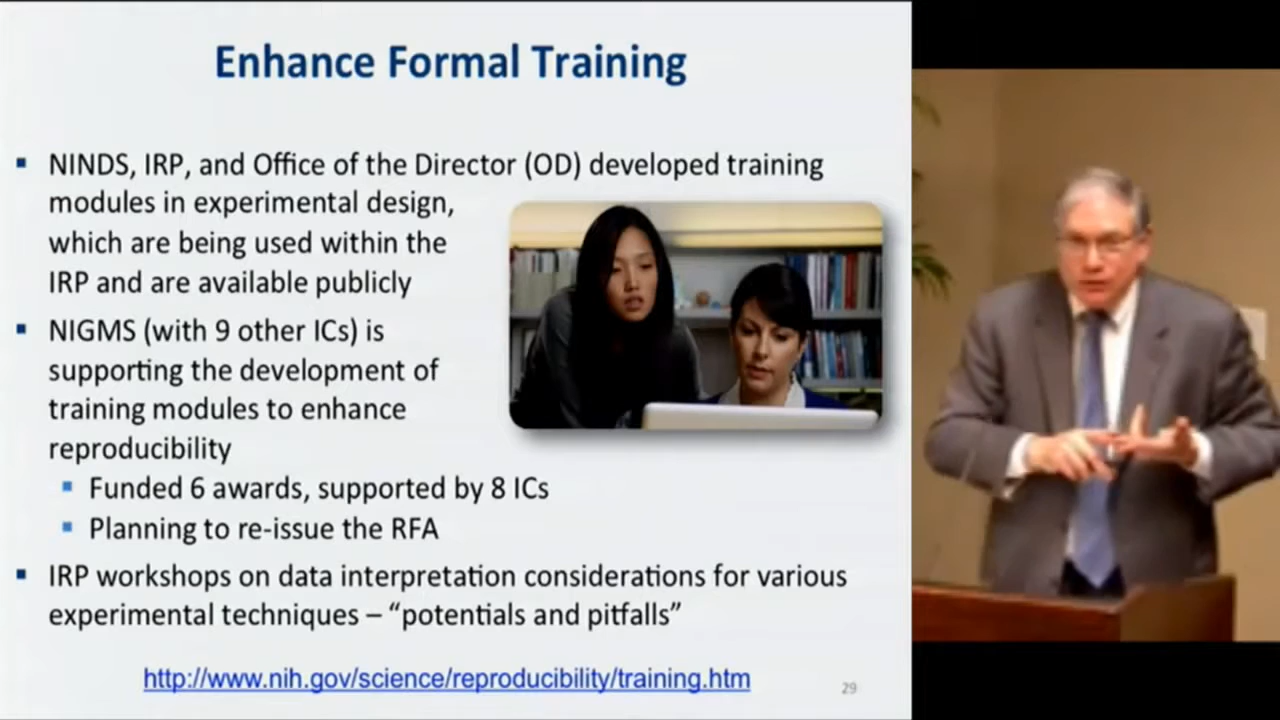 Enhance Formal Training
▪ NINDS, IRP, and Office of the Director (OD) developed training
modules in experimental design,
which are being used within the
IRP and are available publicly
▪ NIGMS (with 9 other ICs) is
supporting the development of
training modules to enhance
reproducibility
▪ Funded 6 awards, supported by 8 ICs
▪ Planning to re-issue the RFA
▪ IRP workshops on data interpretation considerations for various
experimental techniques – “potentials and pitfalls”
http://www.nih.gov/science/reproducibility/training.htm
29